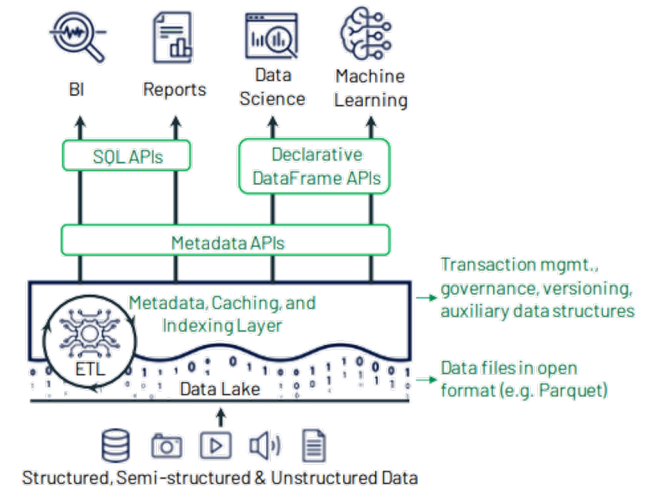 BI
Reports
Data
Science
Machine
Learning
SQL APIs
Declarative
DataFrame APIs
Metadata APIs
Metadata, Caching, and
Indexing Layer
Transaction mgmt.,
governance, versioning,
auxiliary data structures
ETL
Data Lake
Data files in open
format (e.g. Parquet)
Structured, Semi-structured & Unstructured Data